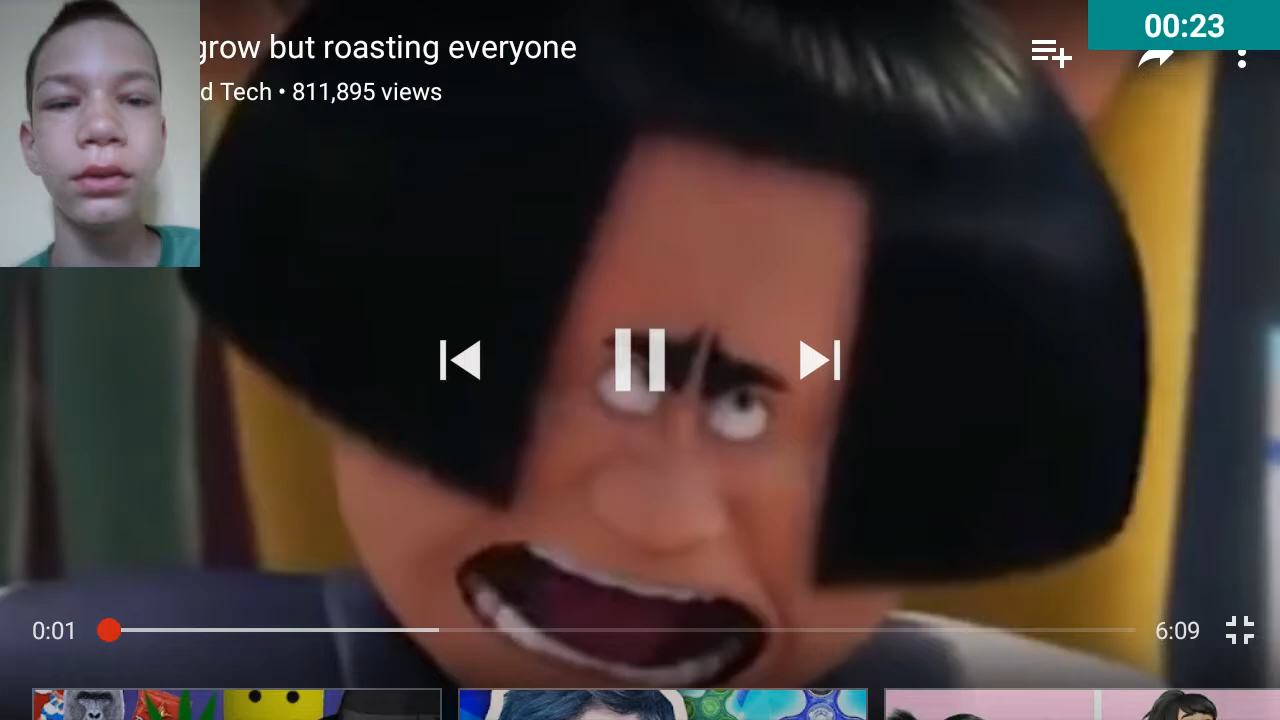 grow but roasting everyone
d Tech • 811,895 views
00:23
0:01
6:09